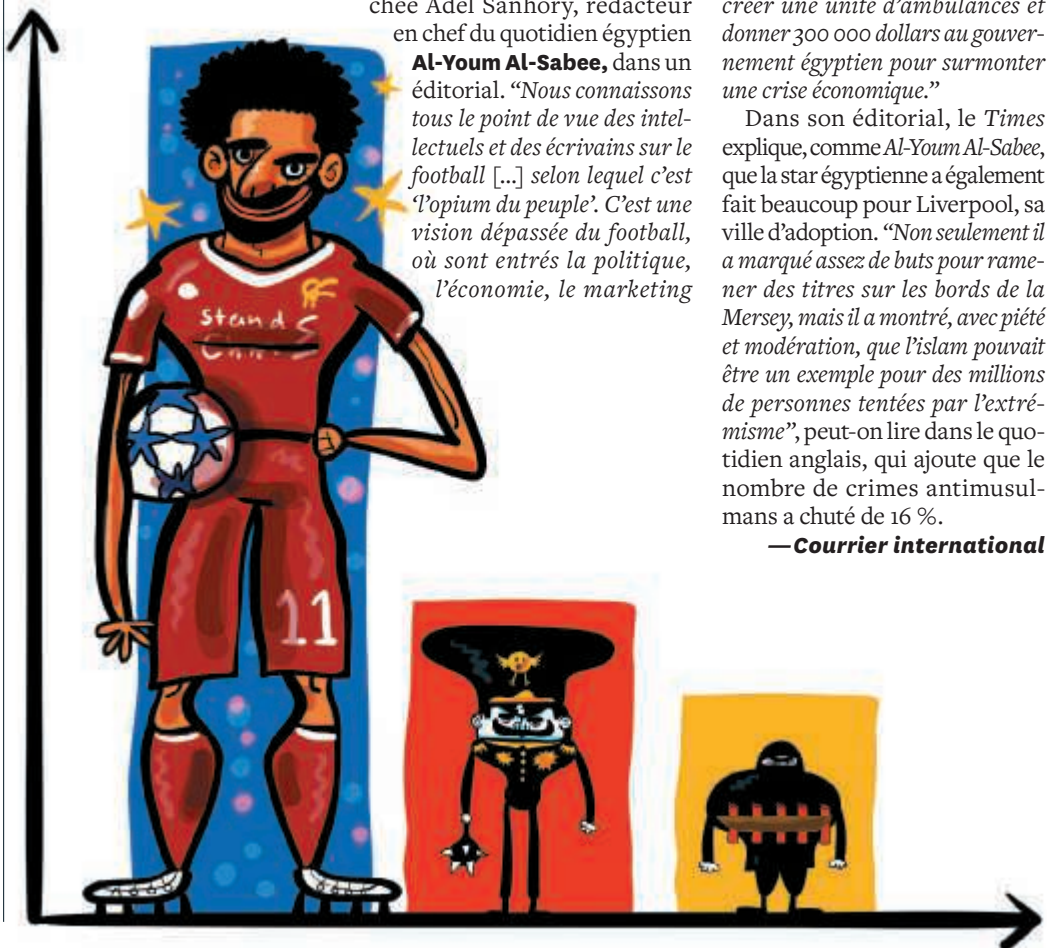 chée Adel Sanhory, rédacteur
en chef du quotidien égyptien
Al-Youm Al-Sabee, dans un
éditorial. “Nous connaissons
tous le point de vue des intel-
lectuels et des écrivains sur le
football [...] selon lequel c’est
‘l’opium du peuple’. C’est une
vision dépassée du football,
où sont entrés la politique,
l’économie, le marketing
créer une unité d’ambulances et
donner 300 000 dollars au gouver-
nement égyptien pour surmonter
une crise économique.”
Dans son éditorial, le Times
explique, comme Al-Youm Al-Sabee,
que la star égyptienne a également
fait beaucoup pour Liverpool, sa
ville d’adoption. “Non seulement il
a marqué assez de buts pour rame-
ner des titres sur les bords de la
Mersey, mais il a montré, avec piété
et modération, que l’islam pouvait
être un exemple pour des millions
de personnes tentées par l’extré-
misme”, peut-on lire dans le quo-
tidien anglais, qui ajoute que le
nombre de crimes antimusul-
mans a chuté de 16 %.
—Courrier international
11